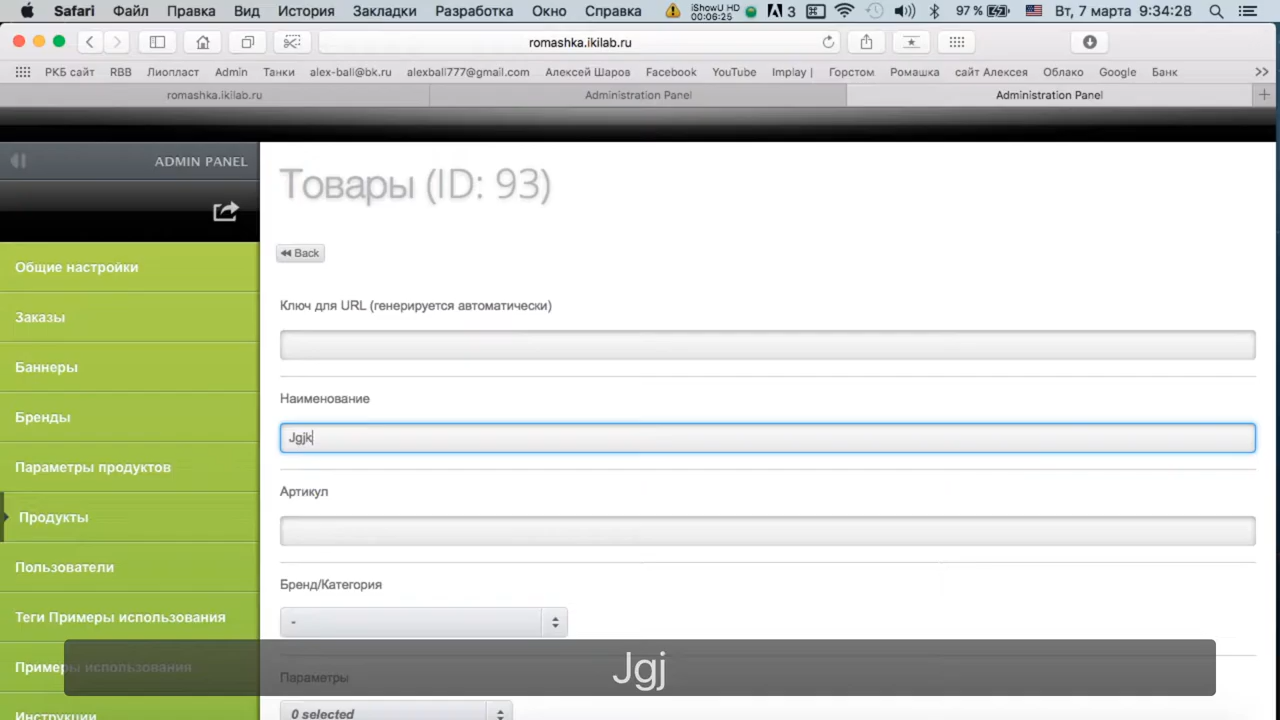 Safari Файл Правка Вид История Закладки Разработка Окно Справка iShowU HD 00:06:25 3 97 % Вт, 7 марта 9:34:28
romashka.ikilab.ru
РКБ сайт RBB Лиопласт Admin Танки alex-ball@bk.ru alexball777@gmail.com Алексей Шаров Facebook YouTube Implay | Горстом Ромашка сайт Алексея Облако Google Банк >>
romashka.ikilab.ru Administration Panel Administration Panel
ADMIN PANEL
Товары (ID: 93)
Back
Общие настройки
Заказы
Баннеры
Бренды
Параметры продуктов
Продукты
Пользователи
Теги Примеры использования
Примеры использования
Инструкции
Ключ для URL (генерируется автоматически)
Наименование
Jgjk
Артикул
Бренд/Категория
-
Параметры
0 selected
Jgj